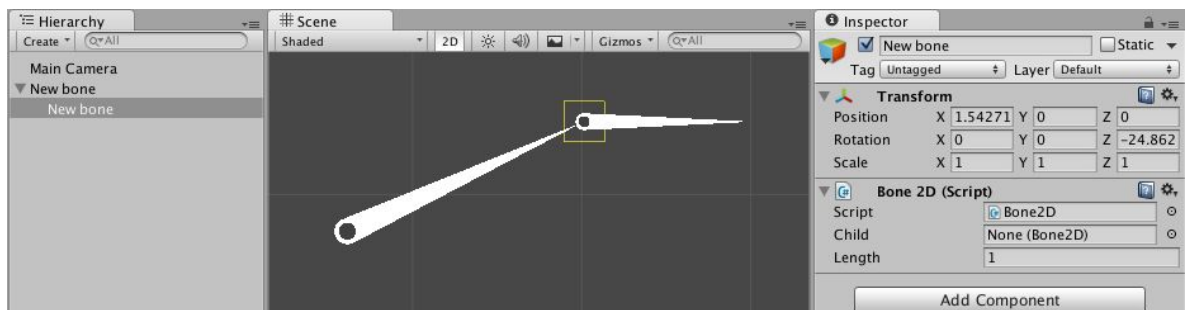 Hierarchy
Create
All
Main Camera
New bone
New bone
Scene
Shaded
2D
Gizmos
All
Inspector
New bone
Static
Tag Untagged Layer Default
Transform
Position X 1.54271 Y 0 Z 0
Rotation X 0 Y 0 Z -24.862
Scale X 1 Y 1 Z 1
C# Bone 2D (Script)
Script Bone2D
Child None (Bone2D)
Length 1
Add Component